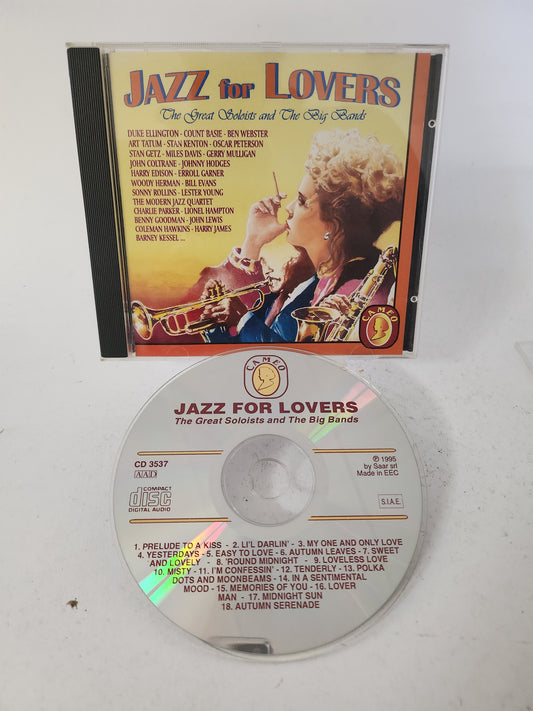 JAZZ for LOVERS
The Great Soloists and The Big Bands
DUKE ELLINGTON - COUNT BASIE - BEN WEBSTER
ART TATUM - STAN KENTON - OSCAR PETERSON
STAN GETZ - MILES DAVIS - GERRY MULLIGAN
JOHN COLTRANE - JOHNNY HODGES
HARRY EDISON - ERROLL GARNER
WOODY HERMAN - BILL EVANS
SONNY ROLLINS - LESTER YOUNG
THE MODERN JAZZ QUARTET
CHARLIE PARKER - LIONEL HAMPTON
BENNY GOODMAN - JOHN LEWIS
COLEMAN HAWKINS - HARRY JAMES
BARNEY KESSEL ...
CAMEO
CAMEO
JAZZ FOR LOVERS
The Great Soloists and The Big Bands
CD 3537
AAD
COMPACT
disc
DIGITAL AUDIO
℗ 1995
by Saar srl
Made in EEC
S.I.A.E.
1. PRELUDE TO A KISS - 2. LI'L DARLIN' - 3. MY ONE AND ONLY LOVE
4. YESTERDAYS - 5. EASY TO LOVE - 6. AUTUMN LEAVES - 7. SWEET
AND LOVELY - 8. 'ROUND MIDNIGHT - 9. LOVELESS LOVE
10. MISTY - 11. I'M CONFESSIN' - 12. TENDERLY - 13. POLKA
DOTS AND MOONBEAMS - 14. IN A SENTIMENTAL
MOOD - 15. MEMORIES OF YOU - 16. LOVER
MAN - 17. MIDNIGHT SUN
18. AUTUMN SERENADE